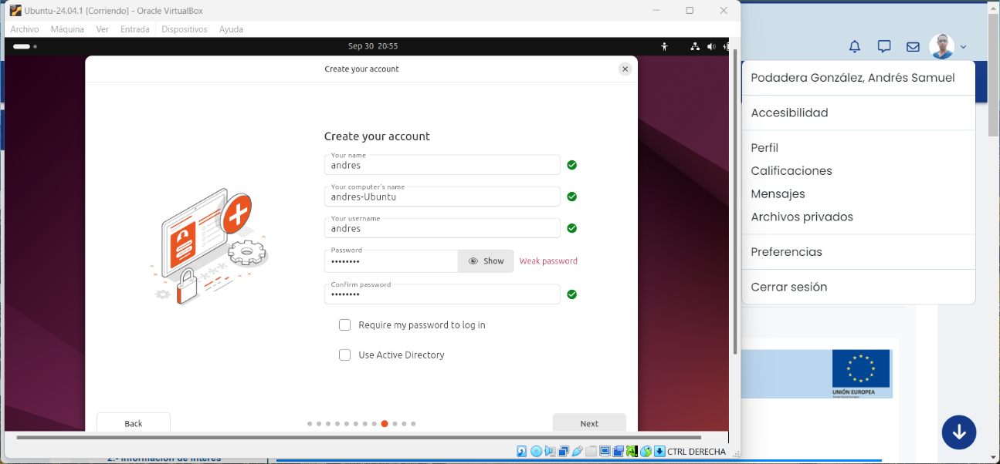 Ubuntu-24.04.1 [Corriendo] - Oracle VirtualBox
Archivo Máquina Ver Entrada Dispositivos Ayuda
Sep 30 20:55
Create your account
Create your account
Your name
andres
Your computer's name
andres-Ubuntu
Your username
andres
Password
Show
Weak password
Confirm password
Require my password to log in
Use Active Directory
Back
Next
CTRL DERECHA
Podadera González, Andrés Samuel
Accesibilidad
Perfil
Calificaciones
Mensajes
Archivos privados
Preferencias
Cerrar sesión
UNIÓN EUROPEA
Fondo Social Europeo
2.- Información de interés